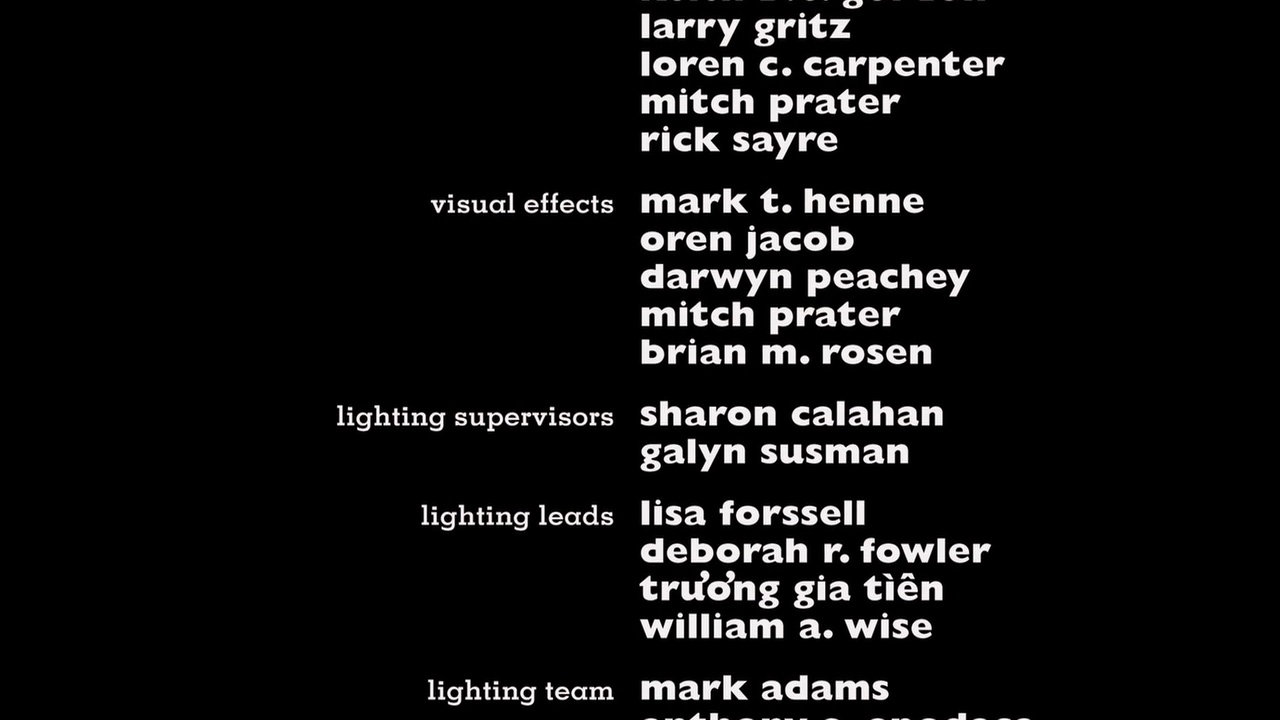 larry gritz
loren c. carpenter
mitch prater
rick sayre
visual effects mark t. henne
oren jacob
darwyn peachey
mitch prater
brian m. rosen
lighting supervisors sharon calahan
galyn susman
lighting leads lisa forssell
deborah r. fowler
trương gia tìên
william a. wise
lighting team mark adams